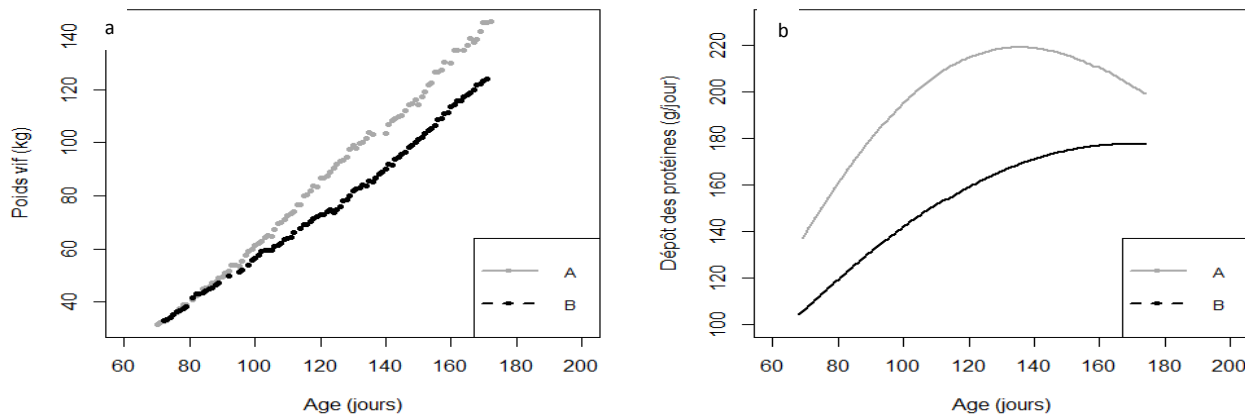 a
Poids vif (kg)
140
120
100
80
60
40
A
B
60 80 100 120 140 160 180 200
Age (jours)
b
Dépôt des protéines (g/jour)
220
200
180
160
140
120
100
A
B
60 80 100 120 140 160 180 200
Age (jours)